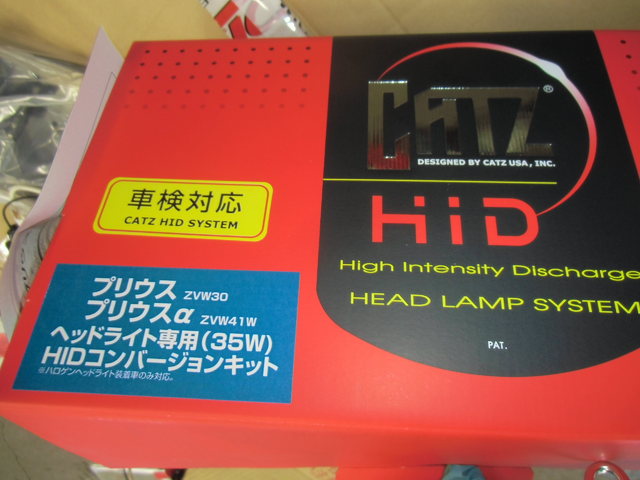 CATZ®
DESIGNED BY CATZ USA, INC.
HiD
High Intensity Discharge
HEAD LAMP SYSTEM
PAT.
車検対応
CATZ HID SYSTEM
プリウス ZVW30
プリウスα ZVW41W
ヘッドライト専用(35W)
HIDコンバージョンキット
※ハロゲンヘッドライト装着車のみ対応。